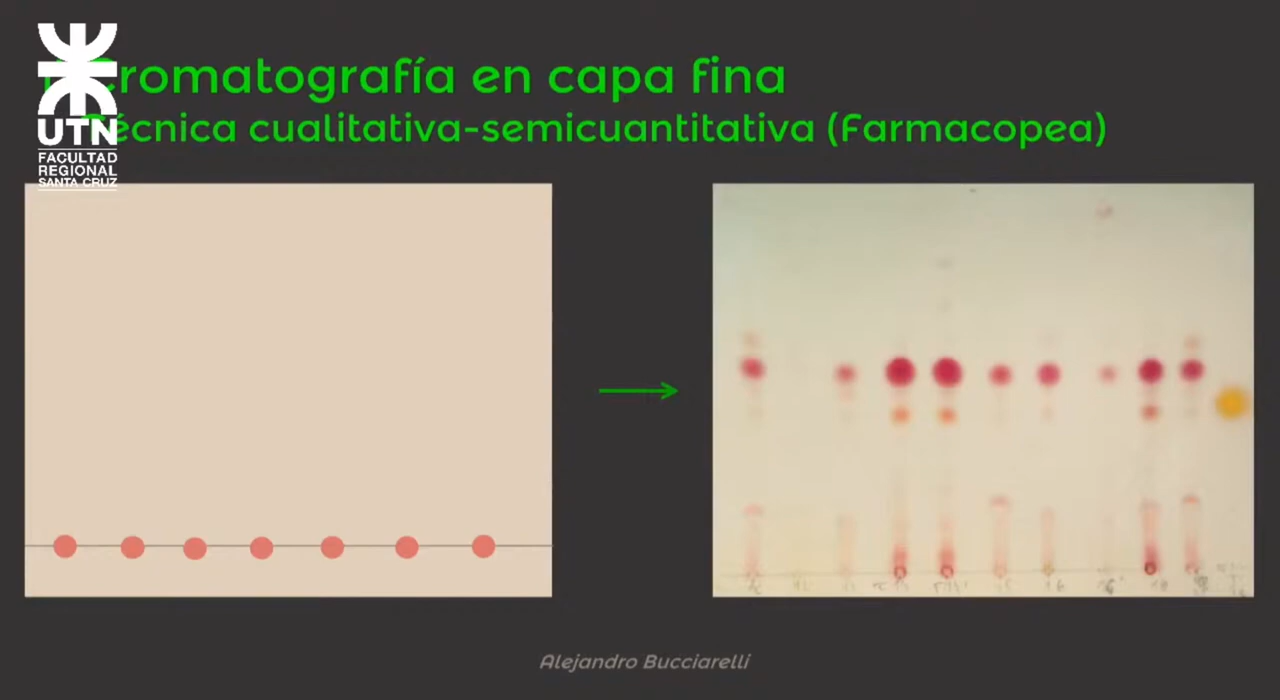 romatografía en capa fina
écnica cualitativa-semicuantitativa (Farmacopea)
UTN
FACULTAD
REGIONAL
SANTA CRUZ
Alejandro Bucciarelli